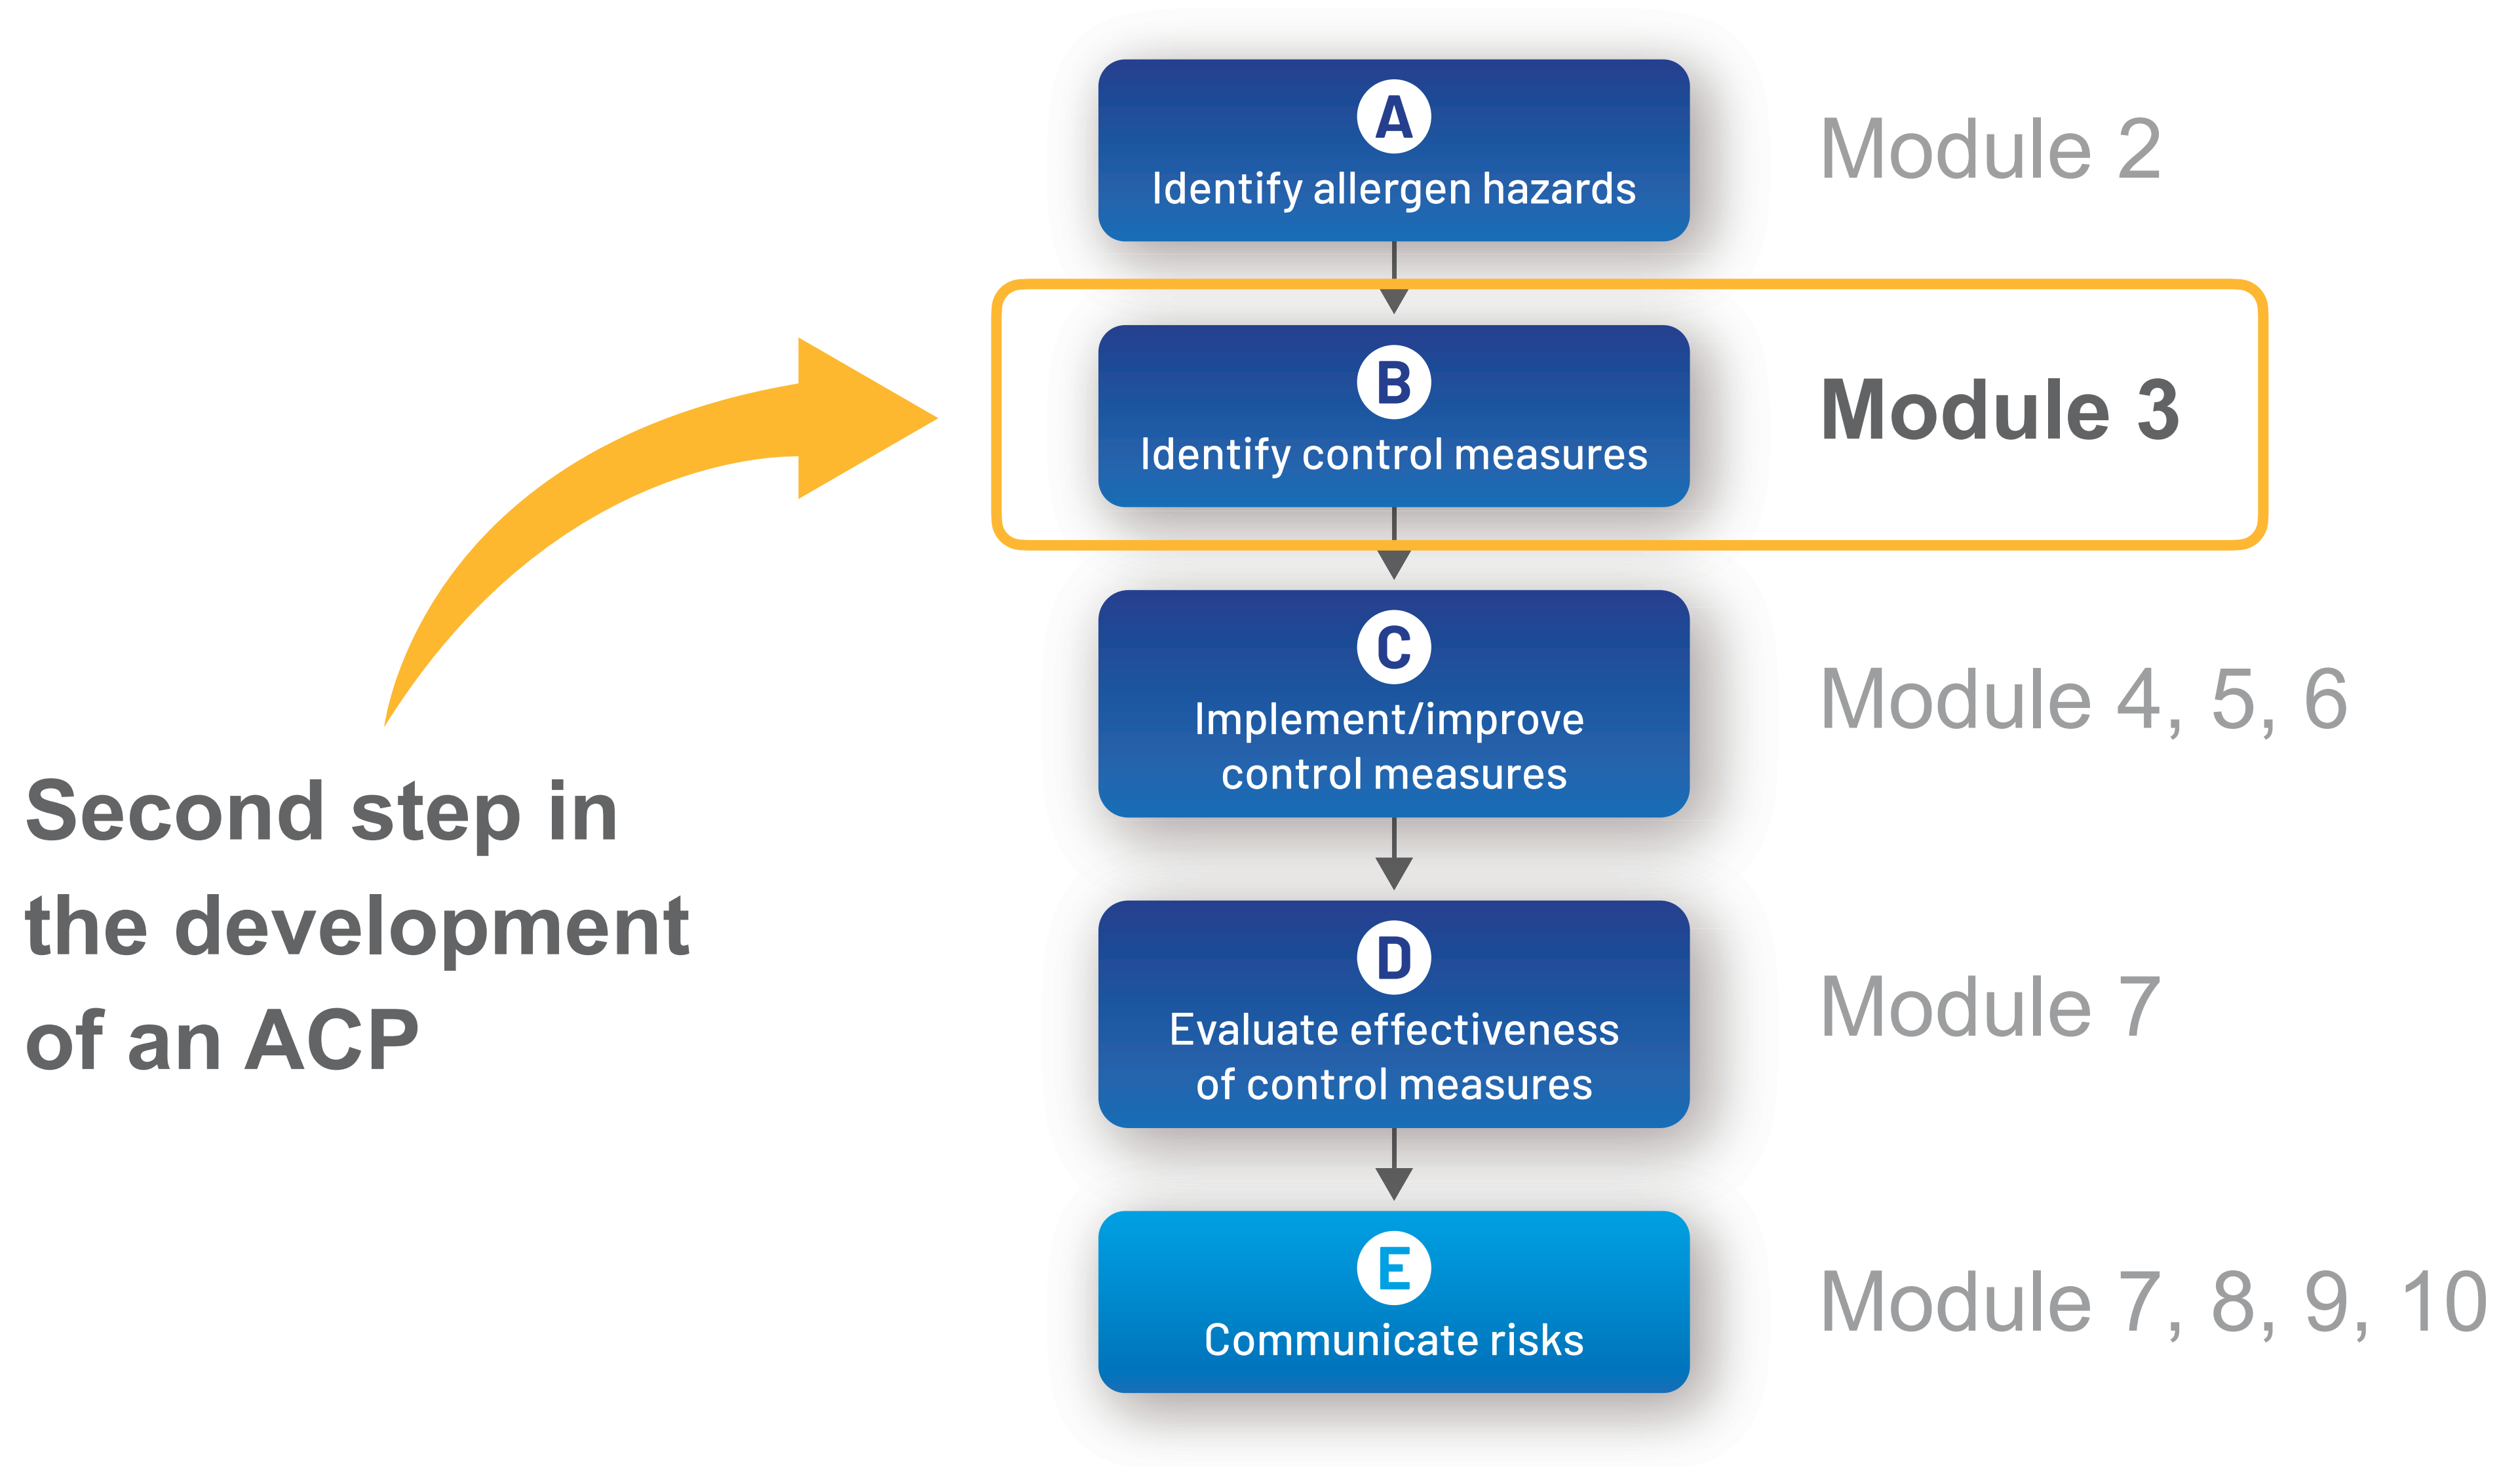 A
Identify allergen hazards
Module 2
B
Identify control measures
Module 3
C
Implement/improve
control measures
Module 4, 5, 6
Second step in
the development
of an ACP
D
Evaluate effectiveness
of control measures
Module 7
E
Communicate risks
Module 7, 8, 9, 10